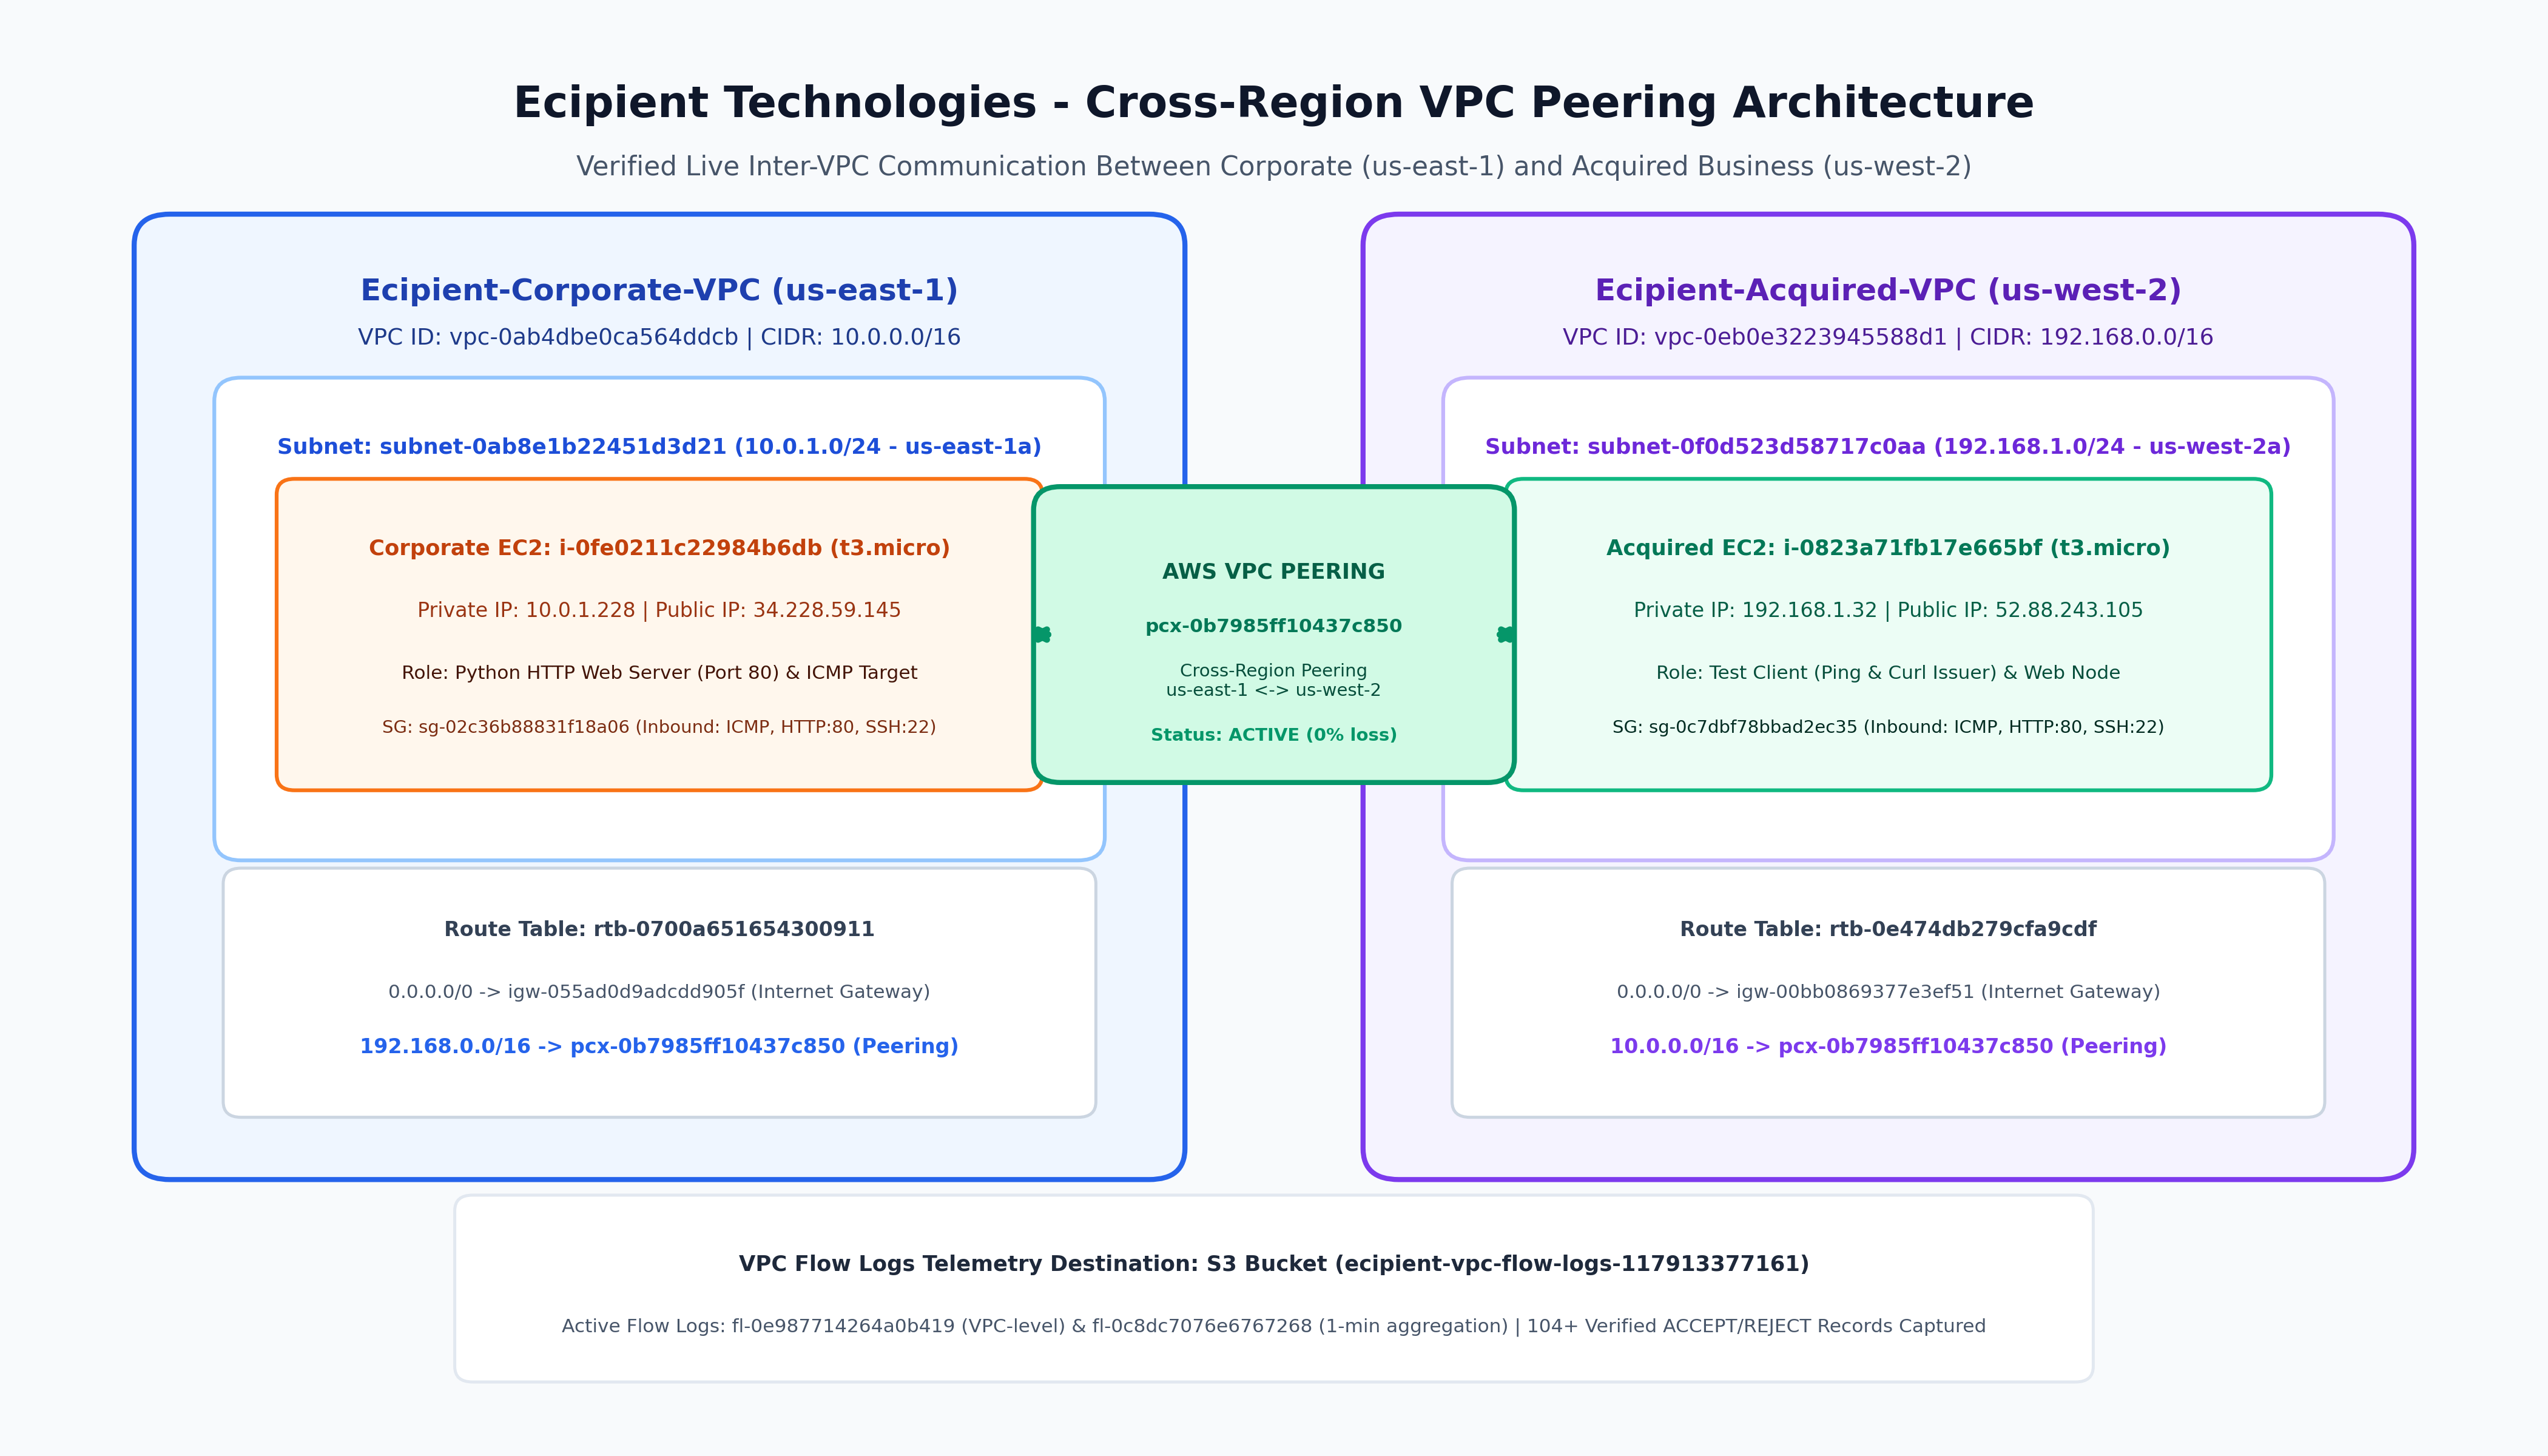 Ecipient Technologies - Cross-Region VPC Peering Architecture
Verified Live Inter-VPC Communication Between Corporate (us-east-1) and Acquired Business (us-west-2)
Ecipient-Corporate-VPC (us-east-1)
VPC ID: vpc-0ab4dbe0ca564ddcb | CIDR: 10.0.0.0/16
Subnet: subnet-0ab8e1b22451d3d21 (10.0.1.0/24 - us-east-1a)
Corporate EC2: i-0fe0211c22984b6db (t3.micro)
Private IP: 10.0.1.228 | Public IP: 34.228.59.145
Role: Python HTTP Web Server (Port 80) & ICMP Target
SG: sg-02c36b88831f18a06 (Inbound: ICMP, HTTP:80, SSH:22)
Route Table: rtb-0700a651654300911
0.0.0.0/0 -> igw-055ad0d9adcdd905f (Internet Gateway)
192.168.0.0/16 -> pcx-0b7985ff10437c850 (Peering)
AWS VPC PEERING
pcx-0b7985ff10437c850
Cross-Region Peering
us-east-1 <-> us-west-2
Status: ACTIVE (0% loss)
Ecipient-Acquired-VPC (us-west-2)
VPC ID: vpc-0eb0e3223945588d1 | CIDR: 192.168.0.0/16
Subnet: subnet-0f0d523d58717c0aa (192.168.1.0/24 - us-west-2a)
Acquired EC2: i-0823a71fb17e665bf (t3.micro)
Private IP: 192.168.1.32 | Public IP: 52.88.243.105
Role: Test Client (Ping & Curl Issuer) & Web Node
SG: sg-0c7dbf78bbad2ec35 (Inbound: ICMP, HTTP:80, SSH:22)
Route Table: rtb-0e474db279cfa9cdf
0.0.0.0/0 -> igw-00bb0869377e3ef51 (Internet Gateway)
10.0.0.0/16 -> pcx-0b7985ff10437c850 (Peering)
VPC Flow Logs Telemetry Destination: S3 Bucket (ecipient-vpc-flow-logs-117913377161)
Active Flow Logs: fl-0e987714264a0b419 (VPC-level) & fl-0c8dc7076e6767268 (1-min aggregation) | 104+ Verified ACCEPT/REJECT Records Captured